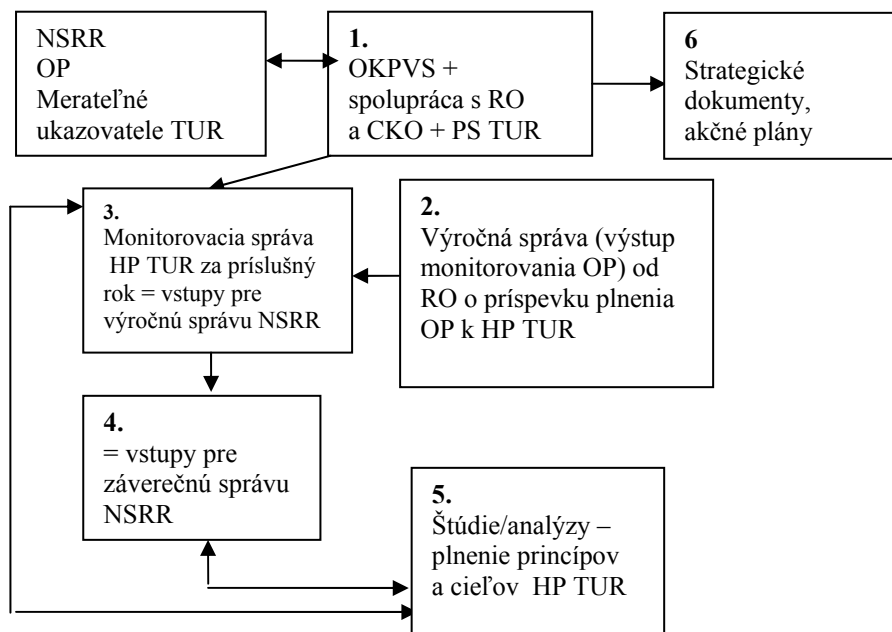 NSRR
OP
Merateľné
ukazovatele TUR
1.
OKPVS +
spolupráca s RO
a CKO + PS TUR
6
Strategické
dokumenty,
akčné plány
3.
Monitorovacia správa
HP TUR za príslušný
rok = vstupy pre
výročnú správu NSRR
2.
Výročná správa (výstup
monitorovania OP) od
RO o príspevku plnenia
OP k HP TUR
4.
= vstupy pre
záverečnú správu
NSRR
5.
Štúdie/analýzy –
plnenie princípov
a cieľov HP TUR